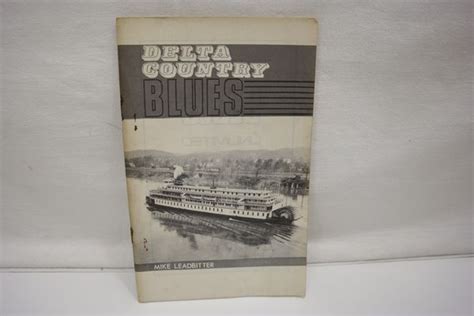 DELTA
COUNTRY
BLUES
MIKE LEADBITTER